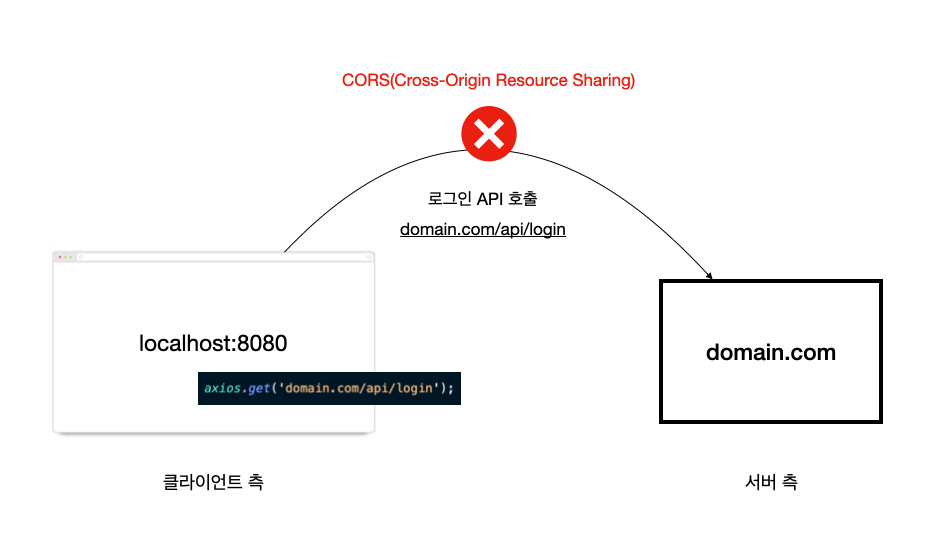 CORS(Cross-Origin Resource Sharing)
로그인 API 호출
domain.com/api/login
localhost:8080
axios.get('domain.com/api/login');
domain.com
클라이언트 측
서버 측